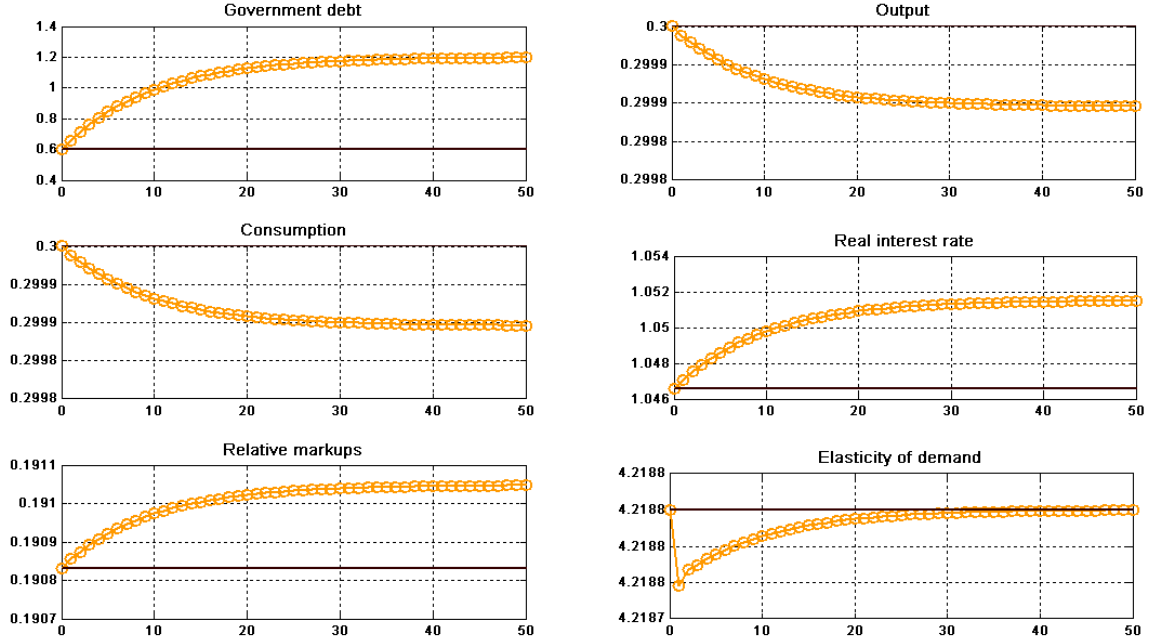 Government debt
1.4
1.2
1
0.8
0.6
0.4
0 10 20 30 40 50
Output
0.3
0.2999
0.2999
0.2998
0.2998
0 10 20 30 40 50
Consumption
0.3
0.2999
0.2999
0.2998
0.2998
0 10 20 30 40 50
Real interest rate
1.054
1.052
1.05
1.048
1.046
0 10 20 30 40 50
Relative markups
0.1911
0.191
0.1909
0.1908
0.1907
0 10 20 30 40 50
Elasticity of demand
4.2188
4.2188
4.2188
4.2188
4.2187
0 10 20 30 40 50